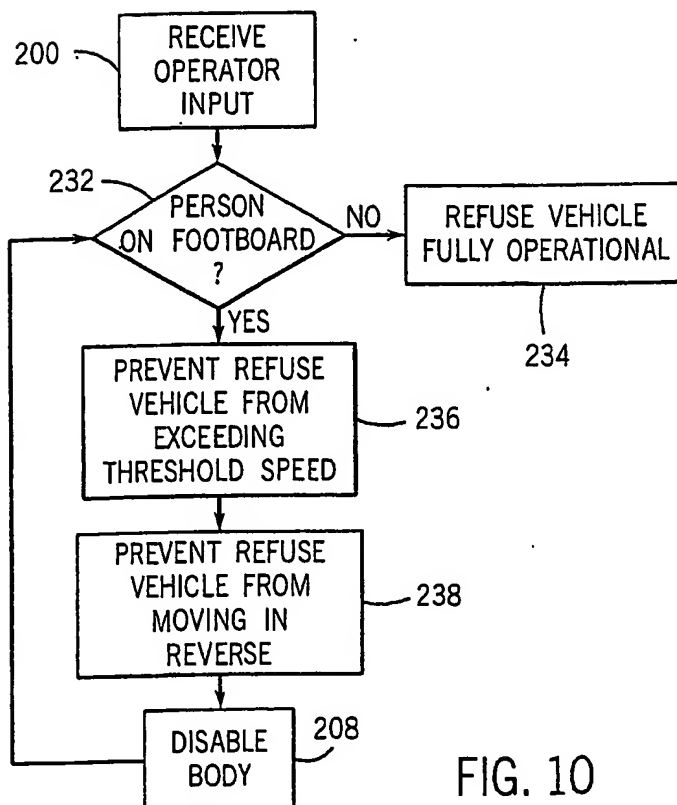 200
RECEIVE
OPERATOR
INPUT
232
PERSON
ON FOOTBOARD
?
NO
REFUSE VEHICLE
FULLY OPERATIONAL
234
YES
PREVENT REFUSE
VEHICLE FROM
EXCEEDING
THRESHOLD SPEED
236
PREVENT REFUSE
VEHICLE FROM
MOVING IN
REVERSE
238
DISABLE
BODY
208
FIG. 10